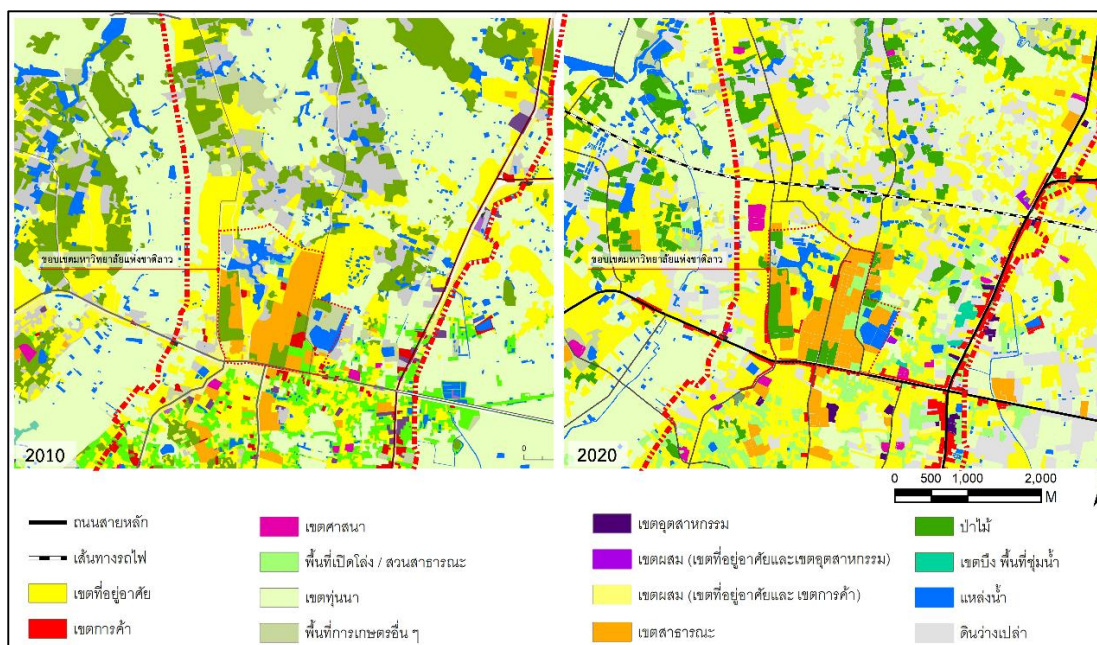 ขอบเขตมหาวิทยาลัยแห่งชาติลาว
2010
0
ขอบเขตมหาวิทยาลัยแห่งชาติลาว
2020
0 500 1,000 2,000
M
ถนนสายหลัก
เส้นทางรถไฟ
เขตที่อยู่อาศัย
เขตการค้า
เขตศาสนา
พื้นที่เปิดโล่ง / สวนสาธารณะ
เขตทุ่นนา
พื้นที่การเกษตรอื่น ๆ
เขตอุตสาหกรรม
เขตผสม (เขตที่อยู่อาศัยและเขตอุตสาหกรรม)
เขตผสม (เขตที่อยู่อาศัยและ เขตการค้า)
เขตสาธารณะ
ป่าไม้
เขตบึง พื้นที่ชุ่มน้ำ
แหล่งน้ำ
ดินว่างเปล่า